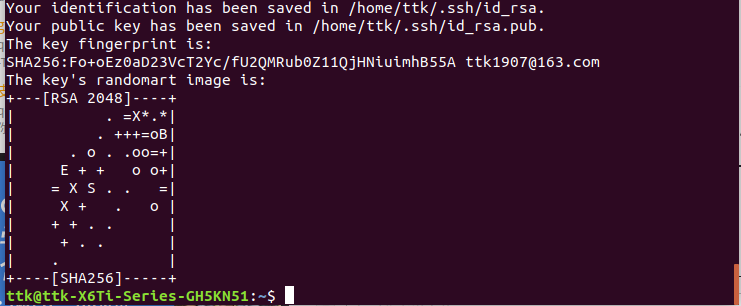 Your identification has been saved in /home/ttk/.ssh/id_rsa.
Your public key has been saved in /home/ttk/.ssh/id_rsa.pub.
The key fingerprint is:
SHA256:Fo+oEz0aD23VcT2Yc/fU2QMRub0Z11QjHNiuimhB55A ttk1907@163.com
The key's randomart image is:
+---[RSA 2048]----+
|           . =X*.*|
|          . +++=oB|
|       . o . .oo=+|
|      E + +   o o+|
|     = X S . .   =|
|      X +   .   o |
|     + + . .      |
|      + . .       |
|     .            |
+----[SHA256]-----+
ttk@ttk-X6Ti-Series-GH5KN51:~$